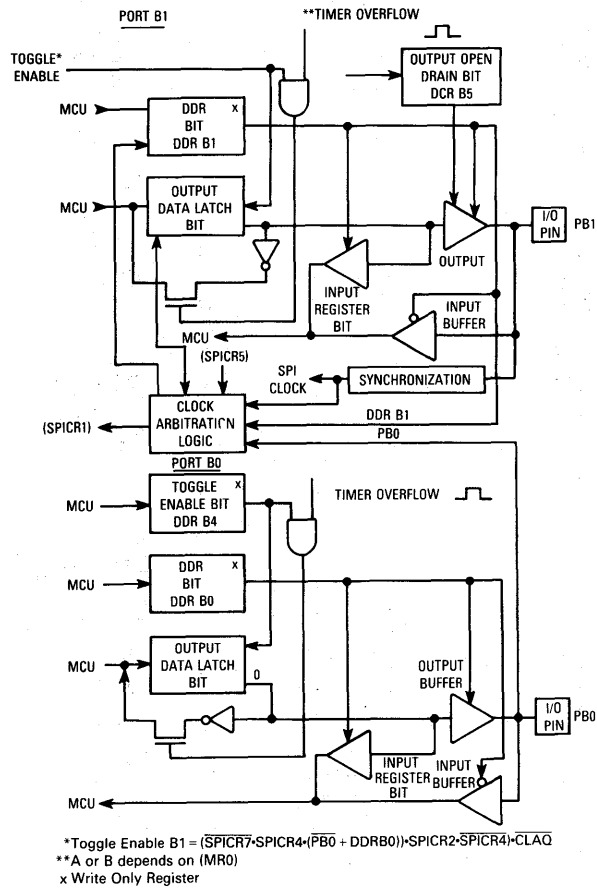 PORT B1
**TIMER OVERFLOW
TOGGLE*
ENABLE
OUTPUT OPEN
DRAIN BIT
DCR B5
MCU
DDR
BIT
DDR B1
x
MCU
OUTPUT
DATA LATCH
BIT
I/O
PIN
PB1
OUTPUT
INPUT
REGISTER
BIT
INPUT
BUFFER
MCU
(SPICR5)
SPI
CLOCK
SYNCHRONIZATION
CLOCK
ARBITRATION
LOGIC
(SPICR1)
DDR B1
PB0
PORT B0
MCU
TOGGLE
ENABLE BIT
DDR B4
x
TIMER OVERFLOW
MCU
DDR
BIT
DDR B0
x
MCU
OUTPUT
DATA LATCH
BIT
0
OUTPUT
BUFFER
I/O
PIN
PB0
INPUT
REGISTER
BIT
INPUT
BUFFER
MCU
*Toggle Enable B1 = (SPICR7•SPICR4•(PB0 + DDRB0))•SPICR2•SPICR4)•CLAQ
**A or B depends on (MR0)
x Write Only Register